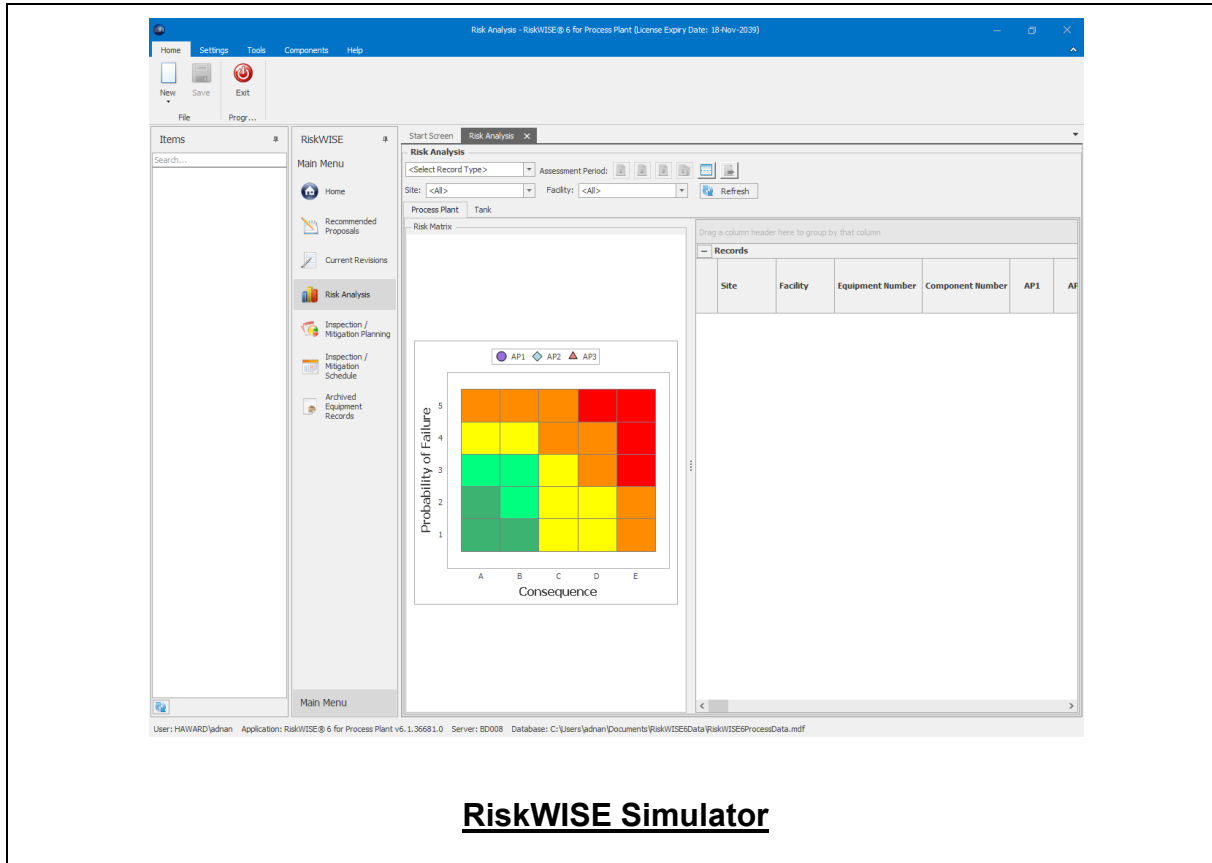 Risk Analysis - RiskWISE® 6 for Process Plant (License Expiry Date: 18-Nov-2039)
Home Settings Tools Components Help
New Save Exit
File Progr...
Items
Search...
RiskWISE
Main Menu
Home
Recommended
Proposals
Current Revisions
Risk Analysis
Inspection /
Mitigation Planning
Inspection /
Mitigation
Schedule
Archived
Equipment
Records
Main Menu
Start Screen Risk Analysis
Risk Analysis
<Select Record Type> Assessment Period:
Site: <All> Facility: <All> Refresh
Process Plant Tank
Risk Matrix
AP1 AP2 AP3
Probability of Failure
5
4
3
2
1
A B C D E
Consequence
Drag a column header here to group by that column
Records
Site Facility Equipment Number Component Number AP1 AP
User: HAWARD\adnan Application: RiskWISE® 6 for Process Plant v6.1.36681.0 Server: BD008 Database: C:\Users\adnan\Documents\RiskWISE6Data\RiskWISE6ProcessData.mdf
RiskWISE Simulator